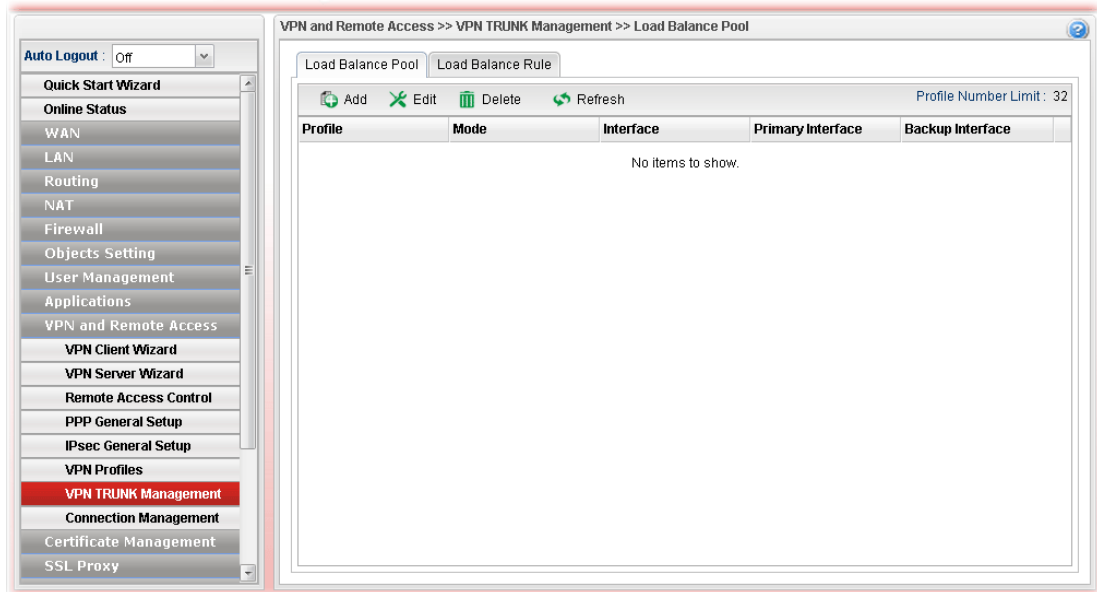 VPN and Remote Access >> VPN TRUNK Management >> Load Balance Pool
Auto Logout : Off
Quick Start Wizard
Online Status
WAN
LAN
Routing
NAT
Firewall
Objects Setting
User Management
Applications
VPN and Remote Access
VPN Client Wizard
VPN Server Wizard
Remote Access Control
PPP General Setup
IPsec General Setup
VPN Profiles
VPN TRUNK Management
Connection Management
Certificate Management
SSL Proxy
Load Balance Pool Load Balance Rule
Add Edit Delete Refresh Profile Number Limit : 32
Profile Mode Interface Primary Interface Backup Interface
No items to show.